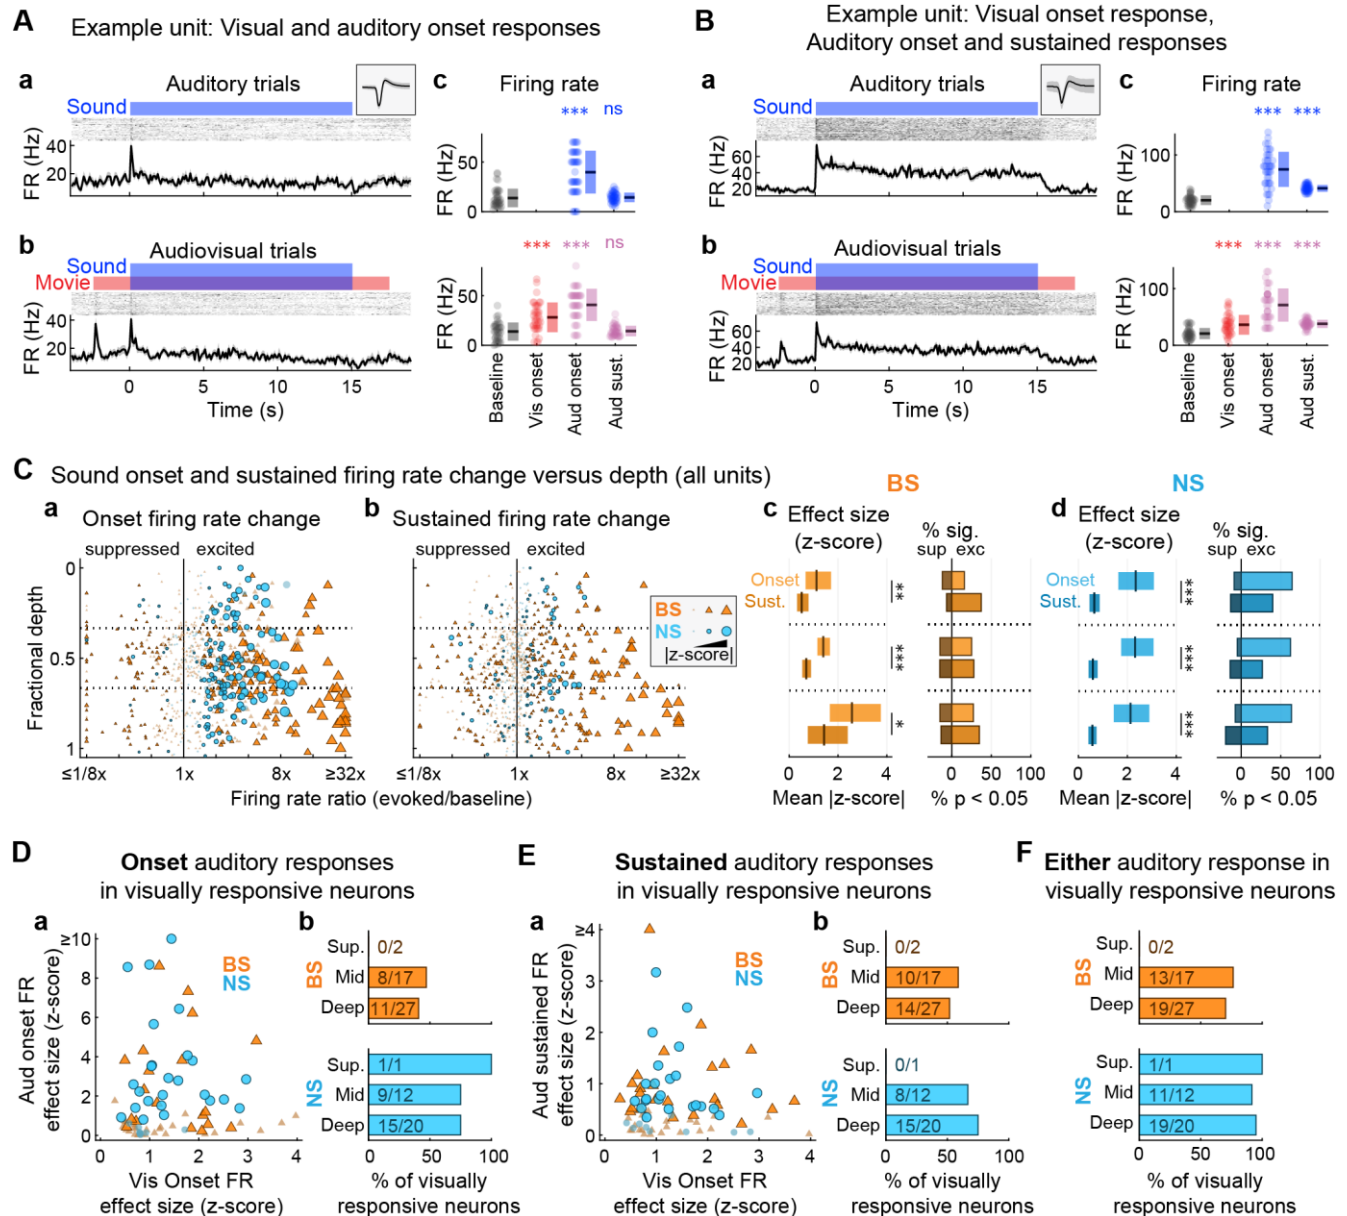 A Example unit: Visual and auditory onset responses
a Auditory trials
Sound
FR (Hz)
40
20
c Firing rate
*** ns
FR (Hz)
50
0
b Audiovisual trials
Sound
Movie
FR (Hz)
40
20
0 5 10 15
Time (s)
*** *** ns
FR (Hz)
50
0
Baseline
Vis onset
Aud onset
Aud sust.
B Example unit: Visual onset response,
Auditory onset and sustained responses
a Auditory trials
Sound
FR (Hz)
60
40
20
c Firing rate
*** ***
FR (Hz)
100
0
b Audiovisual trials
Sound
Movie
FR (Hz)
60
40
20
0 5 10 15
Time (s)
*** *** ***
FR (Hz)
100
0
Baseline
Vis onset
Aud onset
Aud sust.
C Sound onset and sustained firing rate change versus depth (all units)
a Onset firing rate change
suppressed excited
Fractional depth
0
0.5
1
≤1/8x 1x 8x ≥32x
b Sustained firing rate change
suppressed excited
BS
NS
|z-score|
≤1/8x 1x 8x ≥32x
Firing rate ratio (evoked/baseline)
BS
c Effect size
(z-score)
% sig.
sup exc
Onset
Sust.
**
***
*
0 2 4
Mean |z-score|
0 50 100
% p < 0.05
NS
d Effect size
(z-score)
% sig.
sup exc
Onset
Sust.
***
***
***
0 2 4
Mean |z-score|
0 50 100
% p < 0.05
D Onset auditory responses
in visually responsive neurons
a
Aud onset FR
effect size (z-score)
≥10
8
6
4
2
0
BS
NS
0 1 2 3 4
Vis Onset FR
effect size (z-score)
b
BS
Sup. 0/2
Mid 8/17
Deep 11/27
NS
Sup. 1/1
Mid 9/12
Deep 15/20
0 50 100
% of visually
responsive neurons
E Sustained auditory responses
in visually responsive neurons
a
Aud sustained FR
effect size (z-score)
≥4
3
2
1
0
BS
NS
0 1 2 3 4
Vis Onset FR
effect size (z-score)
b
BS
Sup. 0/2
Mid 10/17
Deep 14/27
NS
Sup. 0/1
Mid 8/12
Deep 15/20
0 50 100
% of visually
responsive neurons
F Either auditory response in
visually responsive neurons
BS
Sup. 0/2
Mid 13/17
Deep 19/27
NS
Sup. 1/1
Mid 11/12
Deep 19/20
0 50 100
% of visually
responsive neurons